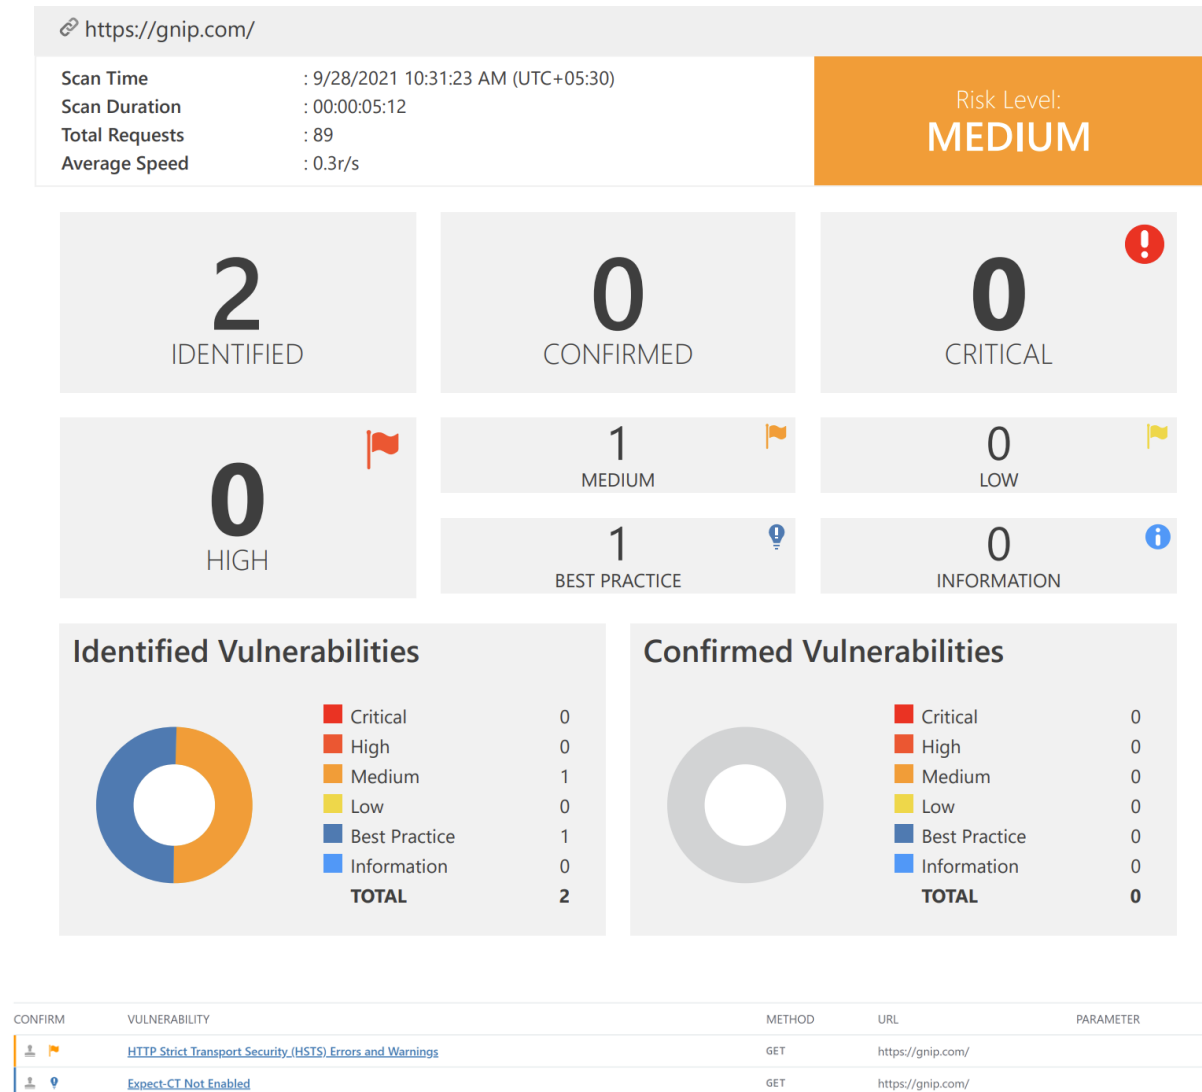 https://gnip.com/
Scan Time : 9/28/2021 10:31:23 AM (UTC+05:30)
Scan Duration : 00:00:05:12
Total Requests : 89
Average Speed : 0.3r/s
Risk Level:
MEDIUM
2
IDENTIFIED
0
CONFIRMED
0
CRITICAL
0
HIGH
1
MEDIUM
0
LOW
1
BEST PRACTICE
0
INFORMATION
Identified Vulnerabilities
Critical 0
High 0
Medium 1
Low 0
Best Practice 1
Information 0
TOTAL 2
Confirmed Vulnerabilities
Critical 0
High 0
Medium 0
Low 0
Best Practice 0
Information 0
TOTAL 0
CONFIRM VULNERABILITY METHOD URL PARAMETER
HTTP Strict Transport Security (HSTS) Errors and Warnings GET https://gnip.com/
Expect-CT Not Enabled GET https://gnip.com/